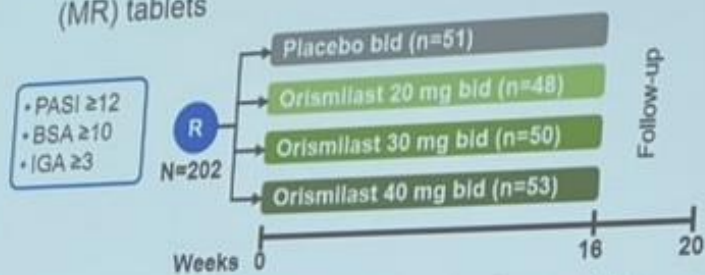 (MR) tablets
• PASI ≥12
• BSA ≥10
• IGA ≥3
R
N=202
Placebo bid (n=51)
Orismilast 20 mg bid (n=48)
Orismilast 30 mg bid (n=50)
Orismilast 40 mg bid (n=53)
Follow-up
Weeks 0 16 20